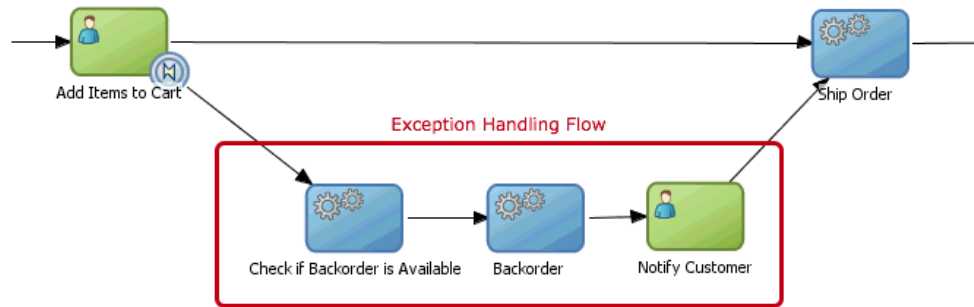 Add Items to Cart
Ship Order
Exception Handling Flow
Check if Backorder is Available
Backorder
Notify Customer